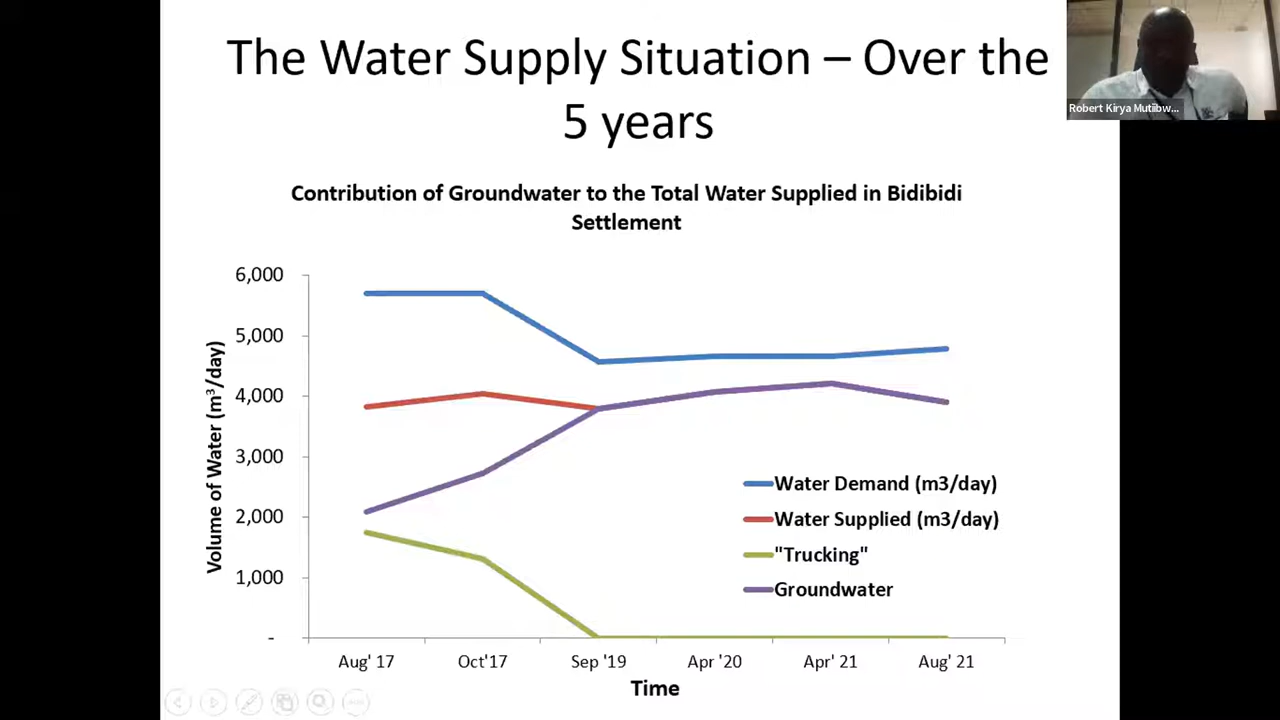 The Water Supply Situation – Over the
5 years
Robert Kirya Mutiibw...
Contribution of Groundwater to the Total Water Supplied in Bidibidi
Settlement
Volume of Water (m³/day)
6,000
5,000
4,000
3,000
2,000
1,000
-
Water Demand (m3/day)
Water Supplied (m3/day)
"Trucking"
Groundwater
Aug' 17
Oct'17
Sep '19
Apr '20
Apr' 21
Aug' 21
Time